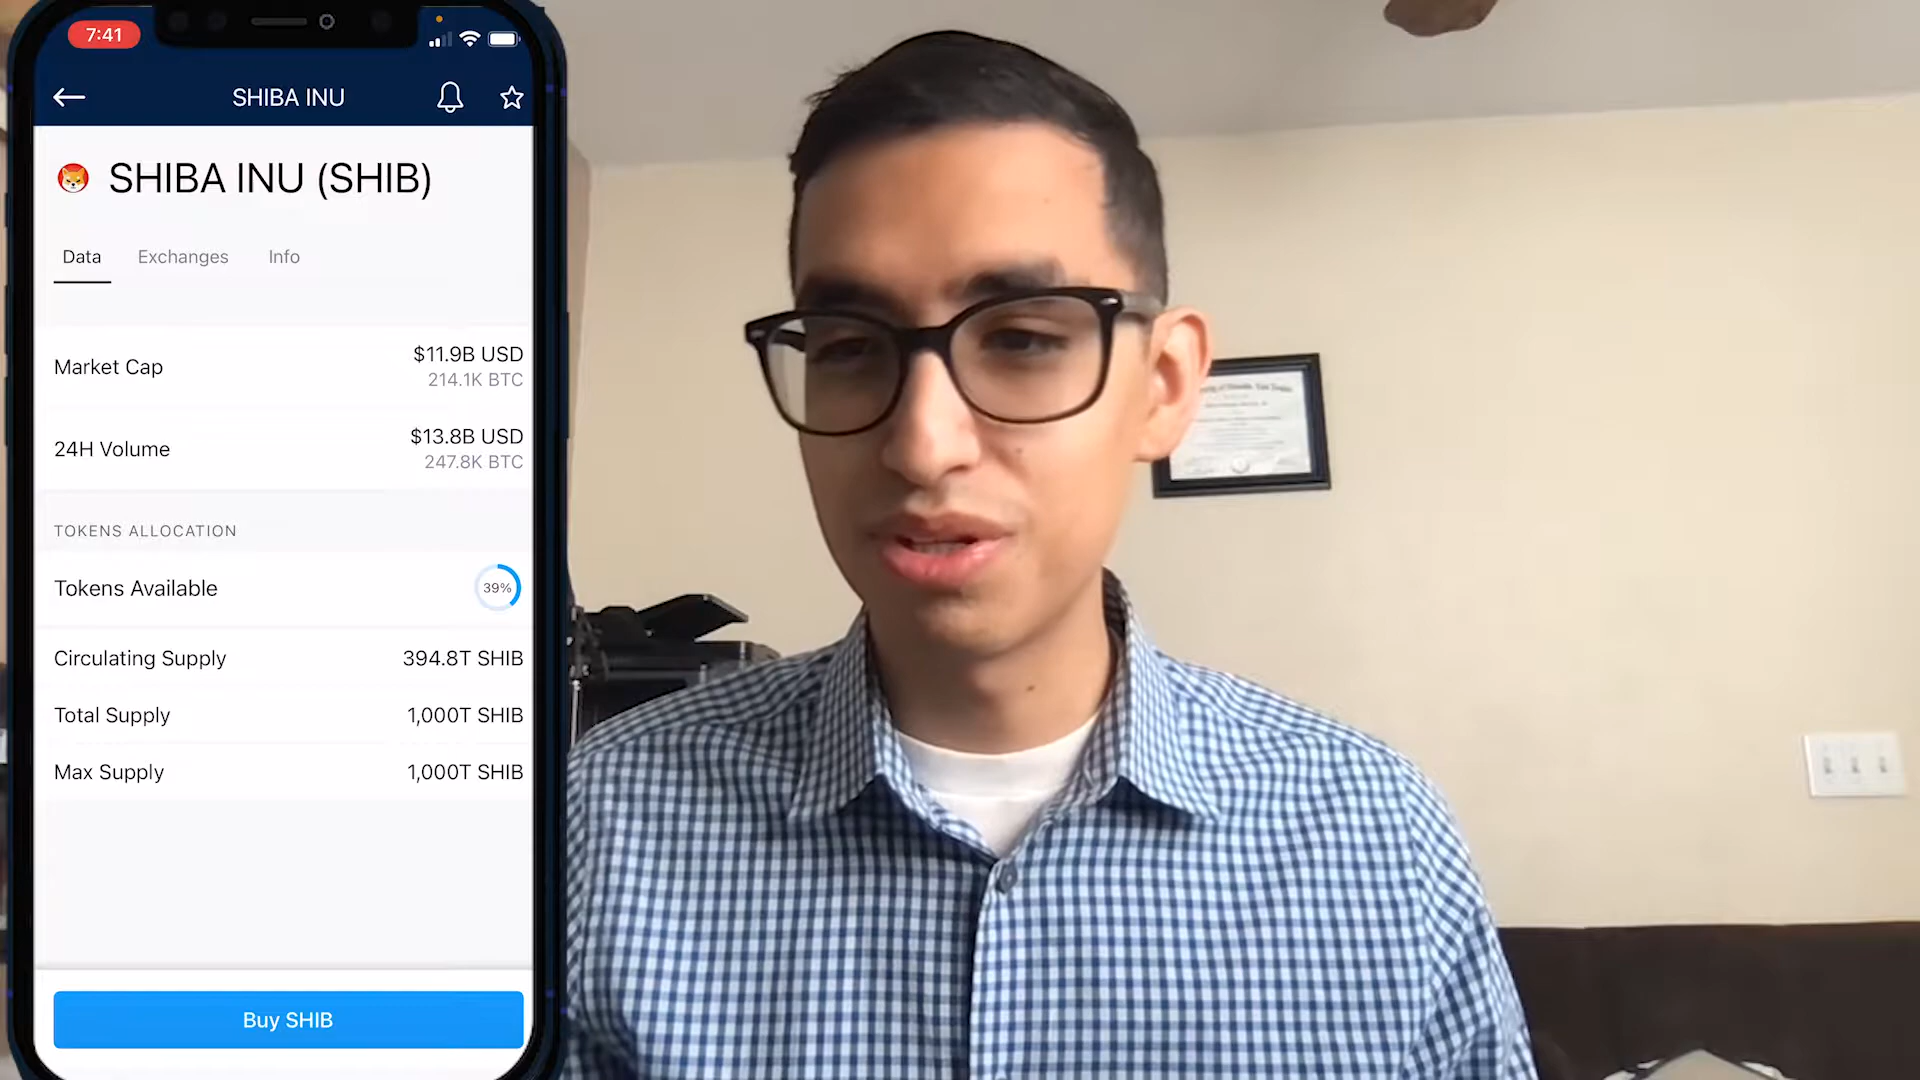 7:41
SHIBA INU
SHIBA INU (SHIB)
Data Exchanges Info
Market Cap $11.9B USD
214.1K BTC
24H Volume $13.8B USD
247.8K BTC
TOKENS ALLOCATION
Tokens Available 39%
Circulating Supply 394.8T SHIB
Total Supply 1,000T SHIB
Max Supply 1,000T SHIB
Buy SHIB